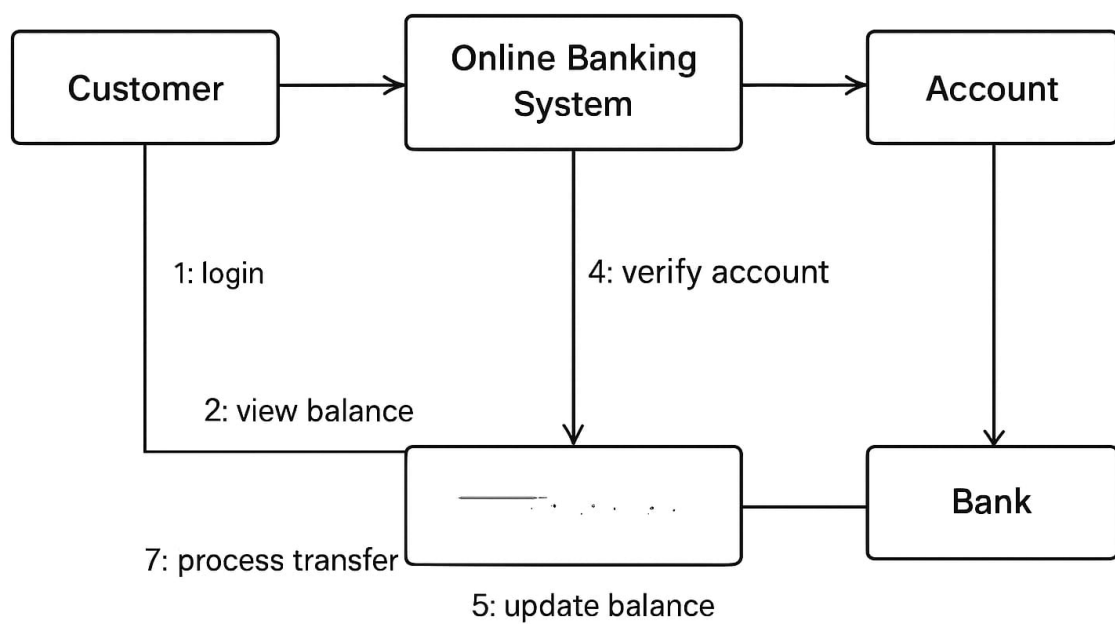 Customer
Online Banking
System
Account
1: login
4: verify account
2: view balance
Bank
7: process transfer
5: update balance